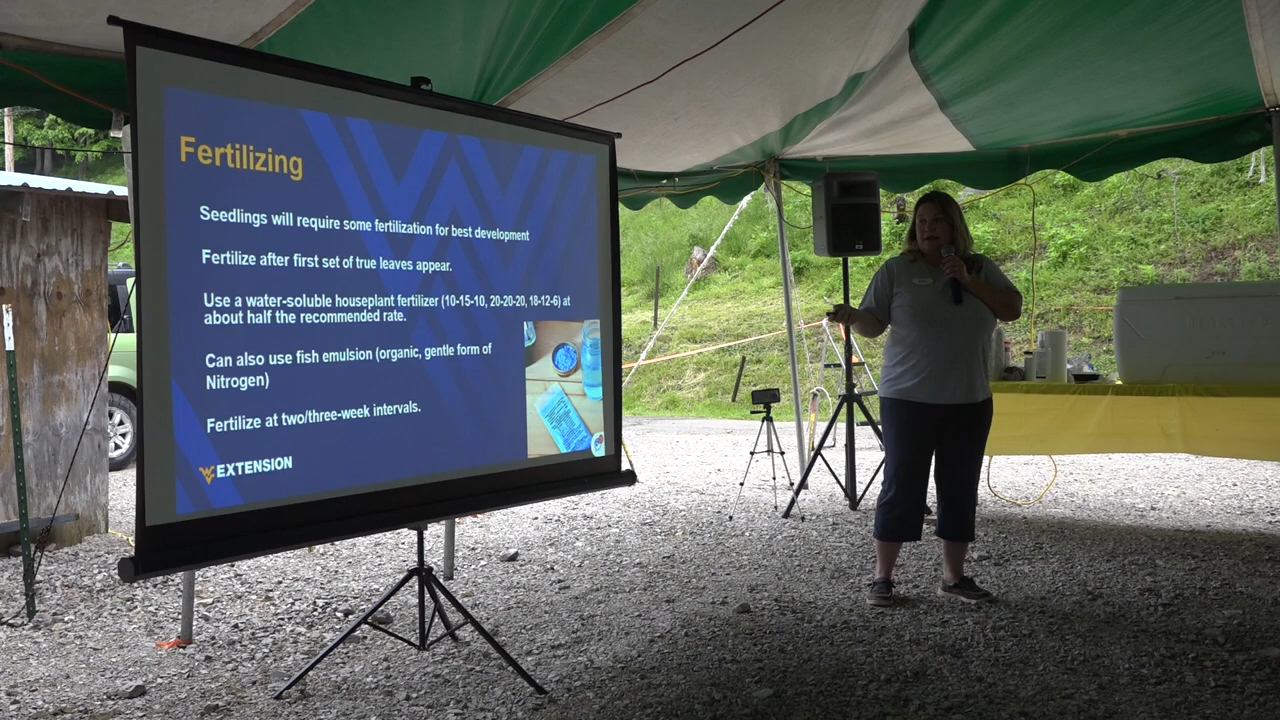 Fertilizing
Seedlings will require some fertilization for best development
Fertilize after first set of true leaves appear.
Use a water-soluble houseplant fertilizer (10-15-10, 20-20-20, 18-12-6) at
about half the recommended rate.
Can also use fish emulsion (organic, gentle form of
Nitrogen)
Fertilize at two/three-week intervals.
EXTENSION